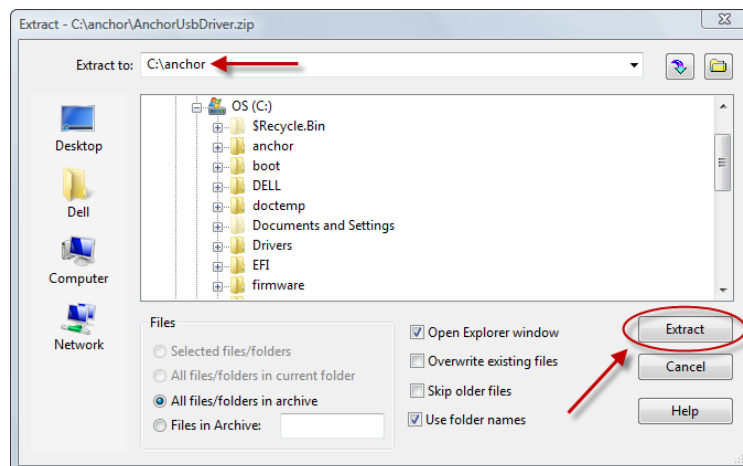 Extract - C:\anchor\AnchorUsbDriver.zip
Extract to: C:\anchor
OS (C:)
$Recycle.Bin
anchor
boot
DELL
doctemp
Documents and Settings
Drivers
EFI
firmware
Desktop
Dell
Computer
Network
Files
Selected files/folders
All files/folders in current folder
All files/folders in archive
Files in Archive:
Open Explorer window
Overwrite existing files
Skip older files
Use folder names
Extract
Cancel
Help